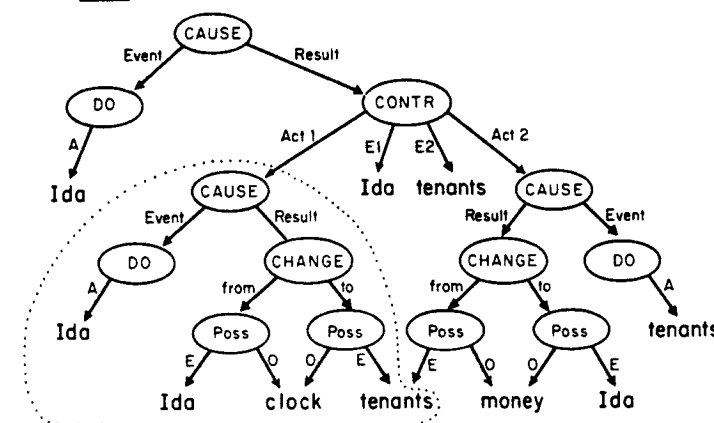 CAUSE
Event Result
DO CONTR
A Act 1 E1 E2 Act 2
Ida CAUSE Ida tenants CAUSE
Event Result Result Event
DO CHANGE CHANGE DO
A from to from to A
Ida Poss Poss Poss Poss tenants
E O O E E O O E
Ida clock tenants money Ida